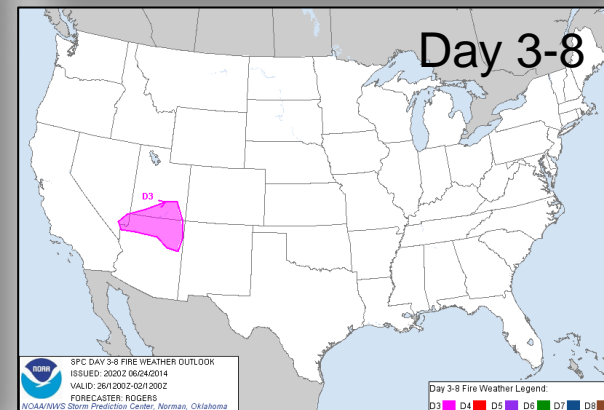 Day 3-8
D3
NOAA
SPC DAY 3-8 FIRE WEATHER OUTLOOK
ISSUED: 2020Z 06/24/2014
VALID: 26/1200Z-02/1200Z
FORECASTER: ROGERS
NOAA/NWS Storm Prediction Center, Norman, Oklahoma
Day 3-8 Fire Weather Legend:
D3 D4 D5 D6 D7 D8